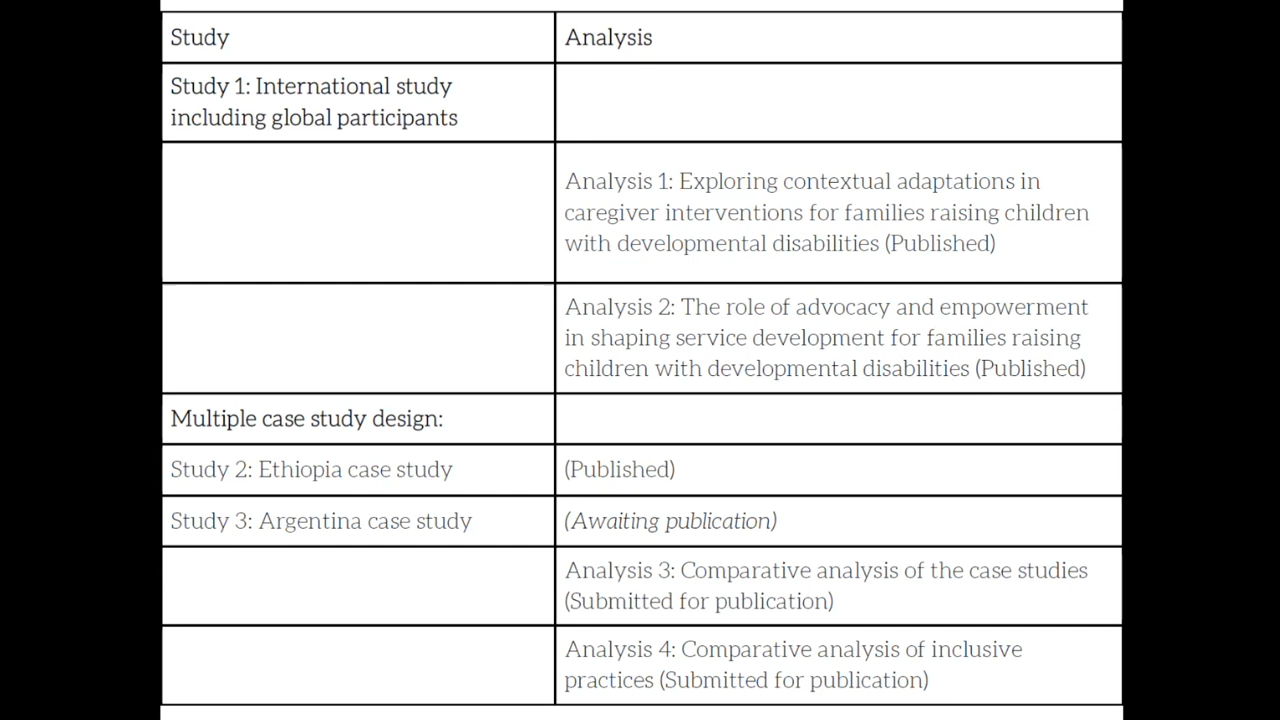 Study
Analysis
Study 1: International study
including global participants
Analysis 1: Exploring contextual adaptations in
caregiver interventions for families raising children
with developmental disabilities (Published)
Analysis 2: The role of advocacy and empowerment
in shaping service development for families raising
children with developmental disabilities (Published)
Multiple case study design:
Study 2: Ethiopia case study
(Published)
Study 3: Argentina case study
(Awaiting publication)
Analysis 3: Comparative analysis of the case studies
(Submitted for publication)
Analysis 4: Comparative analysis of inclusive
practices (Submitted for publication)